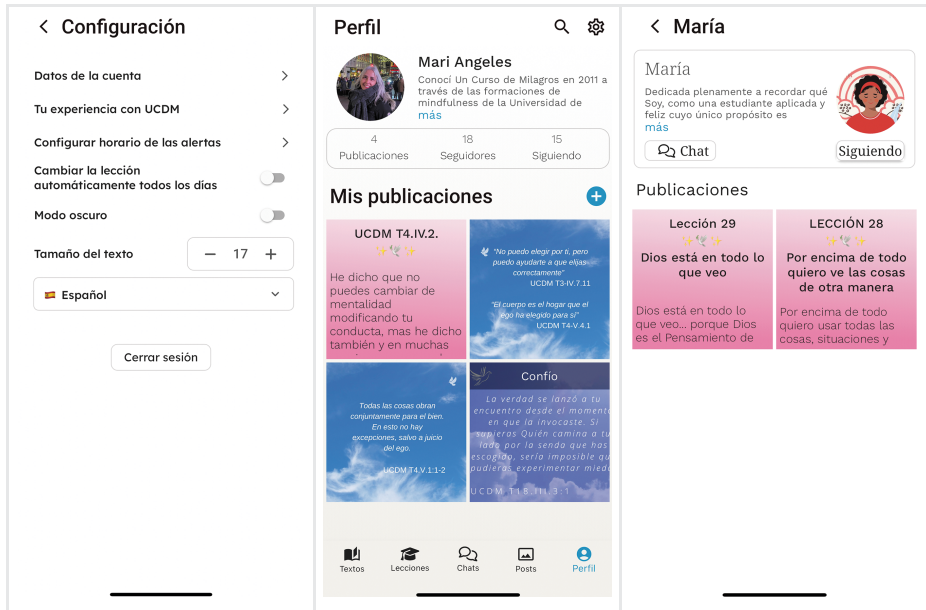 Configuración
Datos de la cuenta
Tu experiencia con UCDM
Configurar horario de las alertas
Cambiar la lección
automáticamente todos los días
Modo oscuro
Tamaño del texto
17
Español
Cerrar sesión
Perfil
Mari Angeles
Conocí Un Curso de Milagros en 2011 a
través de las formaciones de
mindfulness de la Universidad de
más
4
Publicaciones
18
Seguidores
15
Siguiendo
Mis publicaciones
UCDM T4.IV.2.
He dicho que no
puedes cambiar de
mentalidad
modificando tu
conducta, mas he dicho
también y en muchas
"No puedo elegir por ti, pero
puedo ayudarte a que elijas
correctamente"
UCDM T3-IV.7.11
"El cuerpo es el hogar que el
ego ha elegido para sí"
UCDM T4-V.4.1
Todas las cosas obran
conjuntamente para el bien.
En esto no hay
excepciones, salvo a juicio
del ego.
UCDM T4.V.1:1-2
Confío
La verdad se lanzó a tu
encuentro desde el momento
en que la invocaste. Si
supieras Quién camina a tu
lado por la senda que has
escogido, sería imposible qu
pudieras experimentar miedo
UCDM T18.III.3:1
Textos
Lecciones
Chats
Posts
Perfil
María
María
Dedicada plenamente a recordar qué
Soy, como una estudiante aplicada y
feliz cuyo único propósito es
más
Chat
Siguiendo
Publicaciones
Lección 29
Dios está en todo lo
que veo
Dios está en todo lo
que veo... porque Dios
es el Pensamiento de
LECCIÓN 28
Por encima de todo
quiero ve las cosas
de otra manera
Por encima de todo
quiero usar todas las
cosas, situaciones y